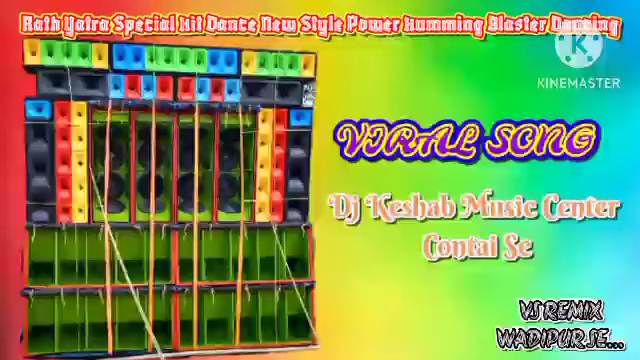 Rath Yatra Special Hit Dance New Style Power Humming Blaster Dancing
KINEMASTER
VIRAL SONG
Dj Keshab Music Center
Contai Se
VS REMIX
WADIPUR SE...